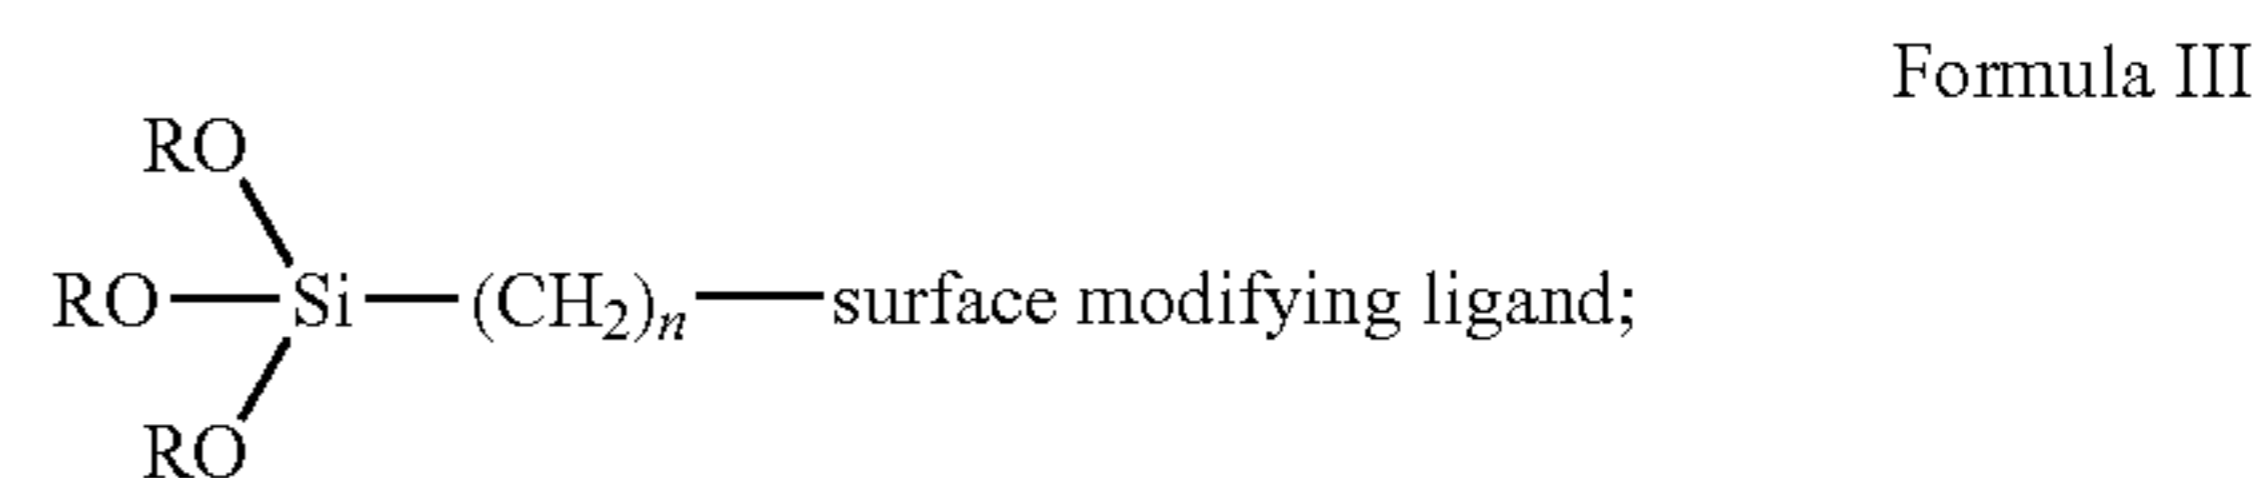 Formula III
RO
RO—Si—(CH₂)ₙ—surface modifying ligand;
RO